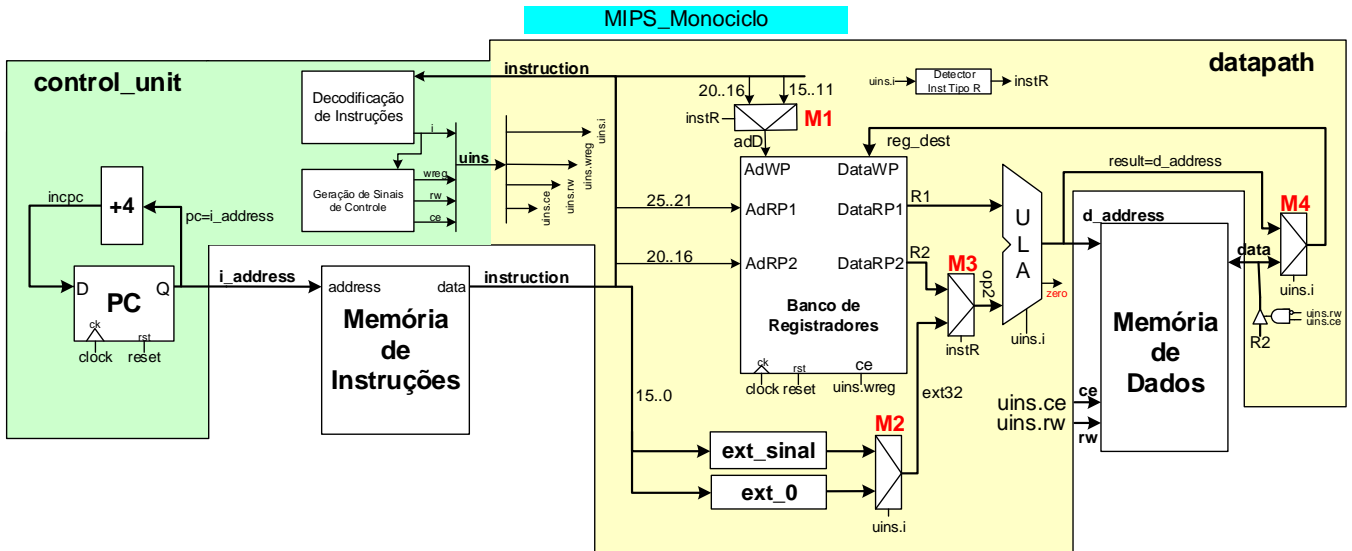 MIPS_Monociclo
control_unit
datapath
instruction
Decodificação
de Instruções
i
Geração de Sinais
de Controle
wreg
rw
ce
uins
uins.i
uins.wreg
uins.rw
uins.ce
20..16
15..11
instR
M1
adD
uins.i
Detector
Inst Tipo R
instR
reg_dest
result=d_address
incpc
+4
pc=i_address
D
PC
Q
ck
rst
clock
reset
i_address
address
data
Memória
de
Instruções
instruction
25..21
20..16
15..0
AdWP
DataWP
AdRP1
DataRP1
AdRP2
DataRP2
Banco de
Registradores
ck
rst
ce
clock
reset
uins.wreg
R1
R2
M3
op2
instR
ext32
ULA
zero
uins.i
ext_sinal
ext_0
M2
uins.i
d_address
Memória
de
Dados
data
M4
uins.i
uins.rw
uins.ce
R2
uins.ce
ce
uins.rw
rw